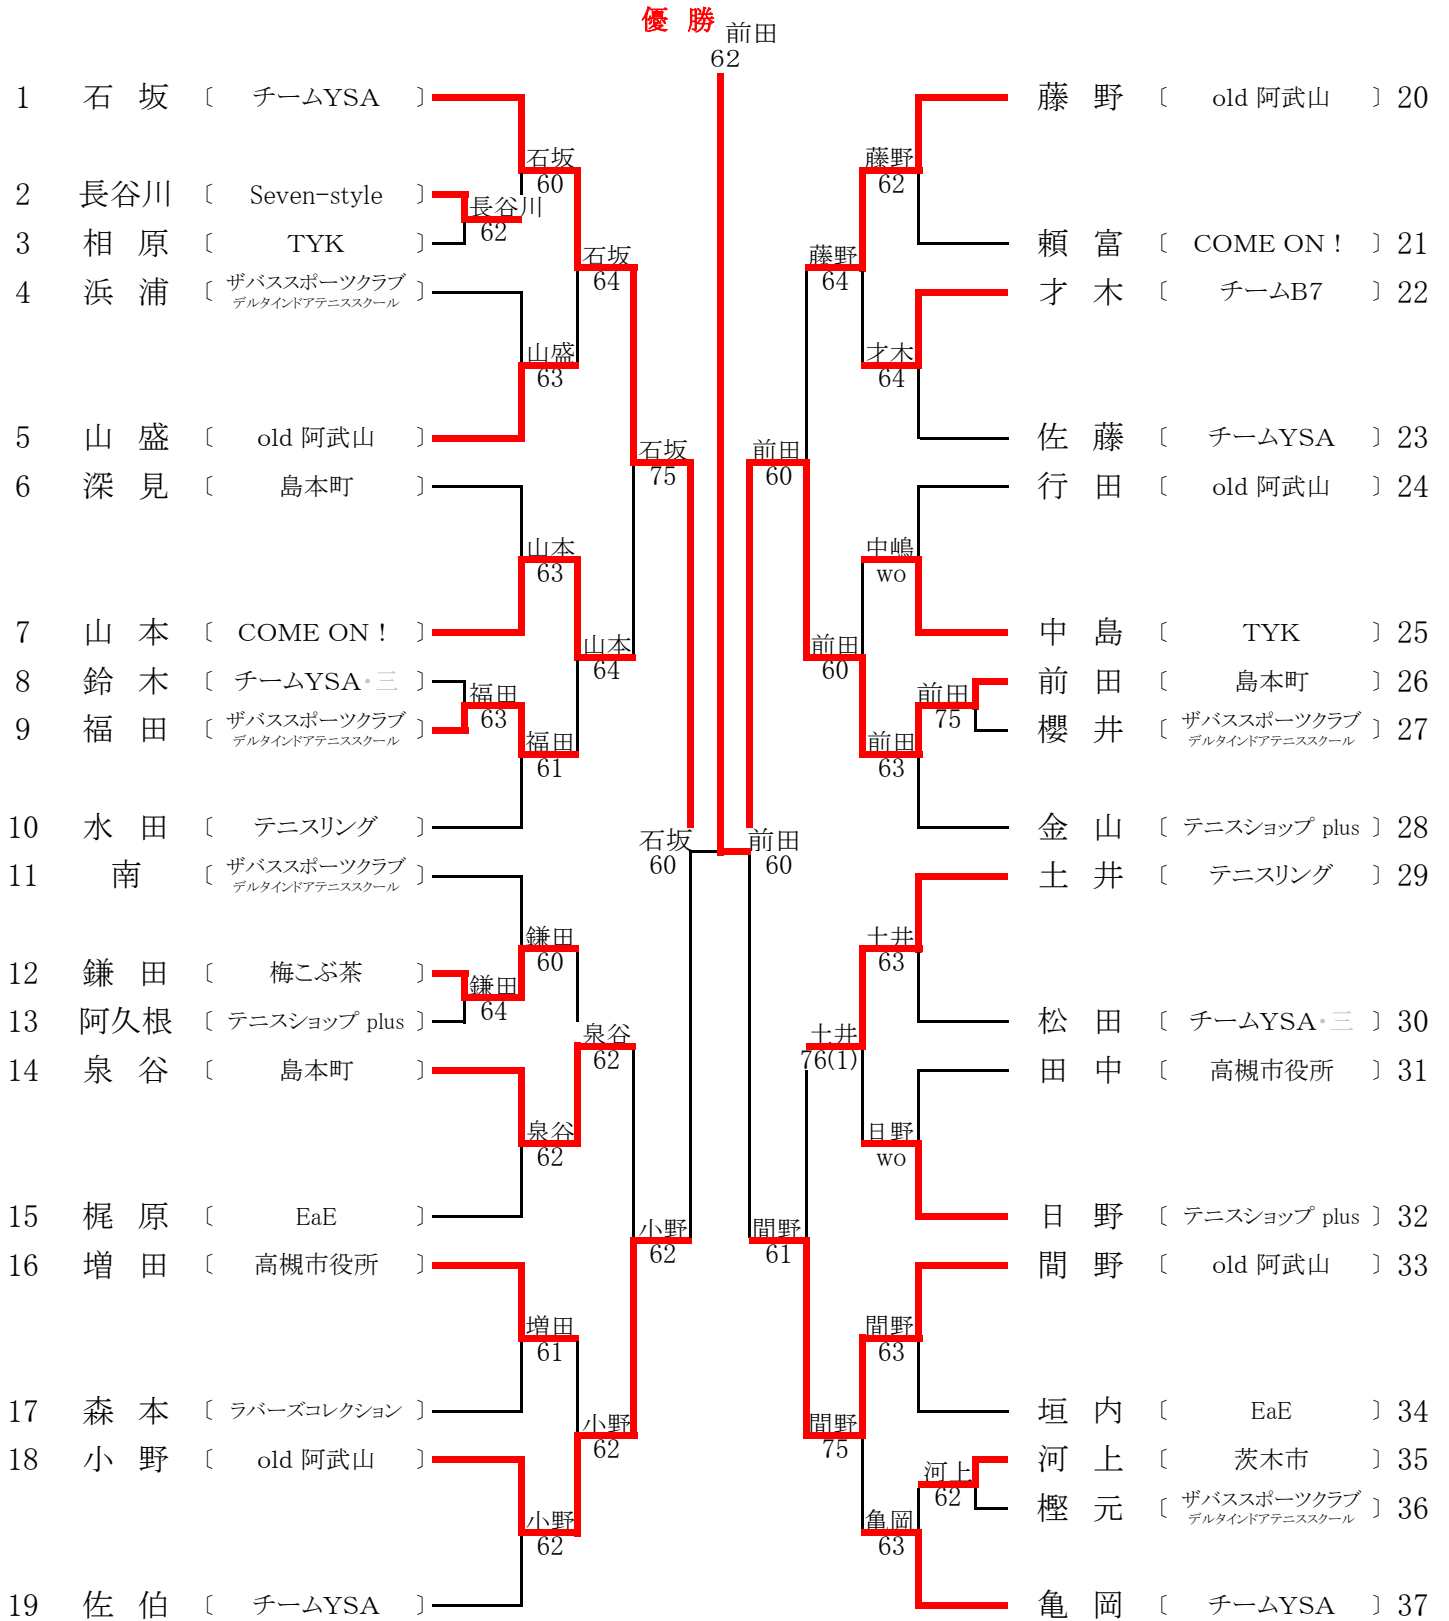 優 勝 前田
62
1 石 坂 〔 チームYSA 〕
2 長谷川 〔 Seven-style 〕
3 相 原 〔 TYK 〕
4 浜 浦 〔 ザバススポーツクラブ デルタインドアテニススクール 〕
5 山 盛 〔 old 阿武山 〕
6 深 見 〔 島本町 〕
7 山 本 〔 COME ON ! 〕
8 鈴 木 〔 チームYSA・三 〕
9 福 田 〔 ザバススポーツクラブ デルタインドアテニススクール 〕
10 水 田 〔 テニスリング 〕
11 南 〔 ザバススポーツクラブ デルタインドアテニススクール 〕
12 鎌 田 〔 梅こぶ茶 〕
13 阿久根 〔 テニスショップ plus 〕
14 泉 谷 〔 島本町 〕
15 梶 原 〔 EaE 〕
16 増 田 〔 高槻市役所 〕
17 森 本 〔 ラバーズコレクション 〕
18 小 野 〔 old 阿武山 〕
19 佐 伯 〔 チームYSA 〕
長谷川
62
福田
63
鎌田
64
石坂
60
山盛
63
山本
63
福田
61
鎌田
60
泉谷
62
増田
61
小野
62
石坂
64
山本
64
泉谷
62
小野
62
石坂
75
小野
62
石坂
60
前田
60
前田
60
間野
61
藤野
64
前田
60
土井
76(1)
間野
75
藤野
62
才木
64
中嶋
wo
前田
63
土井
63
日野
wo
間野
63
亀岡
63
前田
75
河上
62
藤 野 〔 old 阿武山 〕 20
頼 富 〔 COME ON ! 〕 21
才 木 〔 チームB7 〕 22
佐 藤 〔 チームYSA 〕 23
行 田 〔 old 阿武山 〕 24
中 島 〔 TYK 〕 25
前 田 〔 島本町 〕 26
櫻 井 〔 ザバススポーツクラブ デルタインドアテニススクール 〕 27
金 山 〔 テニスショップ plus 〕 28
土 井 〔 テニスリング 〕 29
松 田 〔 チームYSA・三 〕 30
田 中 〔 高槻市役所 〕 31
日 野 〔 テニスショップ plus 〕 32
間 野 〔 old 阿武山 〕 33
垣 内 〔 EaE 〕 34
河 上 〔 茨木市 〕 35
樫 元 〔 ザバススポーツクラブ デルタインドアテニススクール 〕 36
亀 岡 〔 チームYSA 〕 37